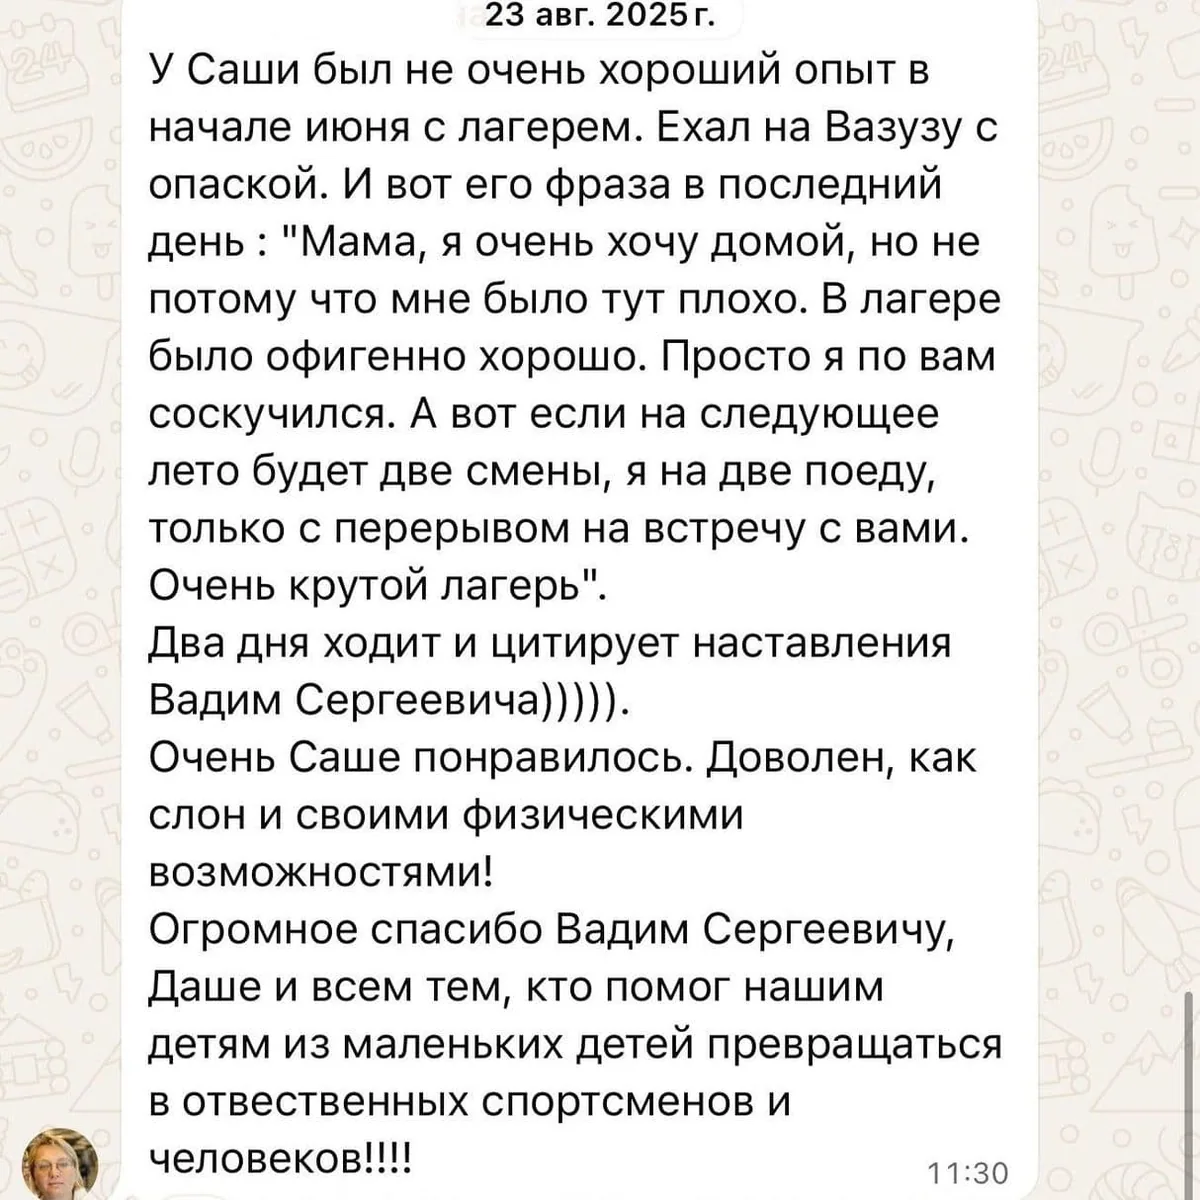 23 авг. 2025 г.
У Саши был не очень хороший опыт в
начале июня с лагерем. Ехал на Вазузу с
опаской. И вот его фраза в последний
день : "Мама, я очень хочу домой, но не
потому что мне было тут плохо. В лагере
было офигенно хорошо. Просто я по вам
соскучился. А вот если на следующее
лето будет две смены, я на две поеду,
только с перерывом на встречу с вами.
Очень крутой лагерь".
Два дня ходит и цитирует наставления
Вадим Сергеевича))))).
Очень Саше понравилось. Доволен, как
слон и своими физическими
возможностями!
Огромное спасибо Вадим Сергеевичу,
Даше и всем тем, кто помог нашим
детям из маленьких детей превращаться
в отвественных спортсменов и
человеков!!!!
11:30